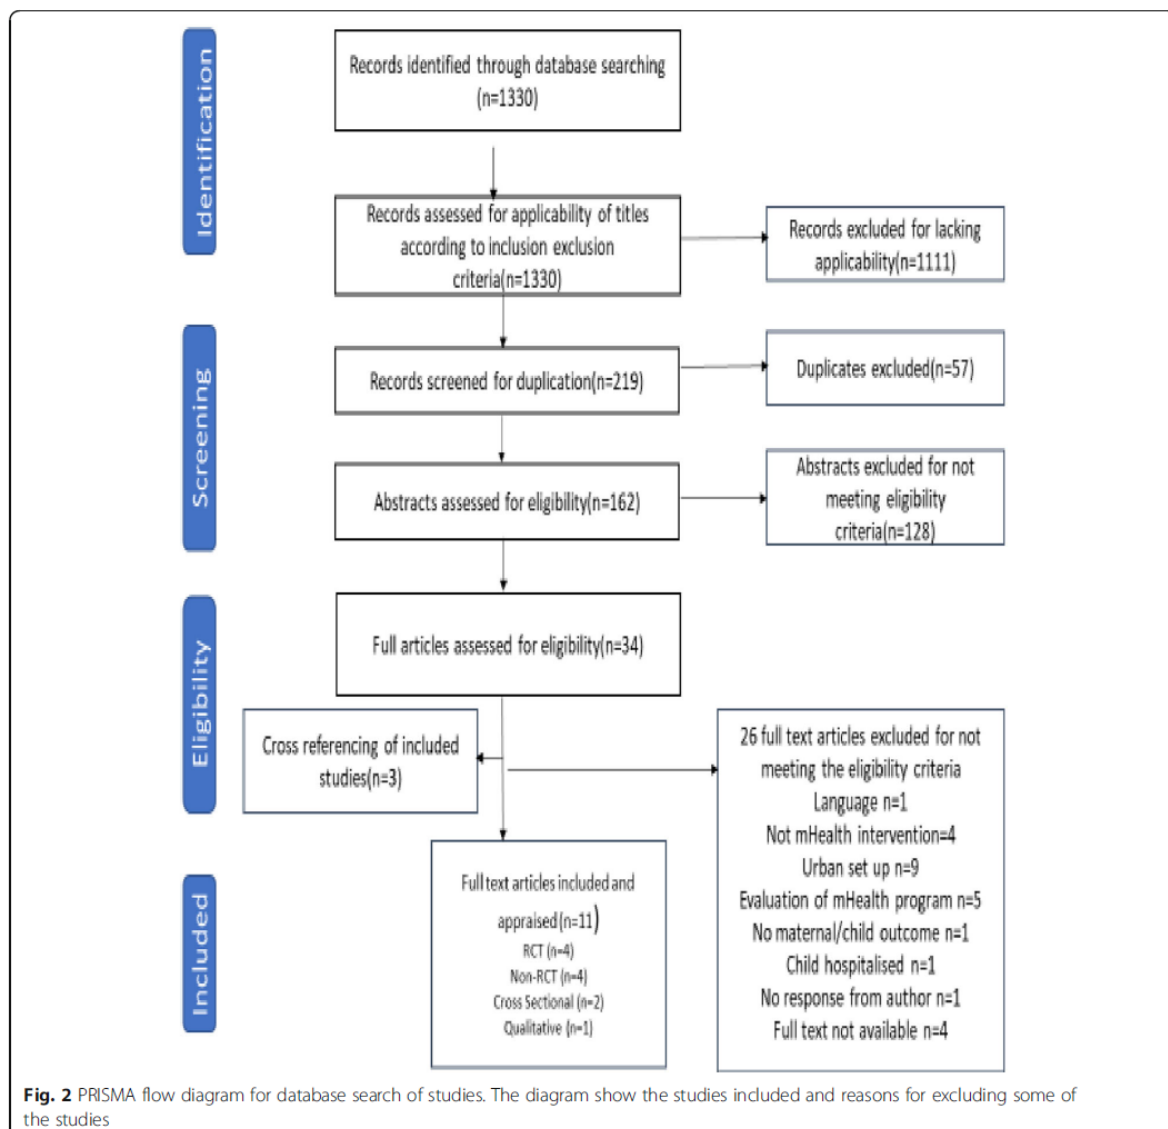 Identification
Records identified through database searching
(n=1330)
Records assessed for applicability of titles
according to inclusion exclusion
criteria(n=1330)
Records excluded for lacking
applicability(n=1111)
Screening
Records screened for duplication(n=219)
Duplicates excluded(n=57)
Abstracts assessed for eligibility(n=162)
Abstracts excluded for not
meeting eligibility
criteria(n=128)
Eligibility
Full articles assessed for eligibility(n=34)
Cross referencing of included
studies(n=3)
26 full text articles excluded for not
meeting the eligibility criteria
Language n=1
Not mHealth intervention=4
Urban set up n=9
Evaluation of mHealth program n=5
No maternal/child outcome n=1
Child hospitalised n=1
No response from author n=1
Full text not available n=4
Included
Full text articles included and
appraised(n=11)
RCT (n=4)
Non-RCT (n=4)
Cross Sectional (n=2)
Qualitative (n=1)
Fig. 2 PRISMA flow diagram for database search of studies. The diagram show the studies included and reasons for excluding some of
the studies